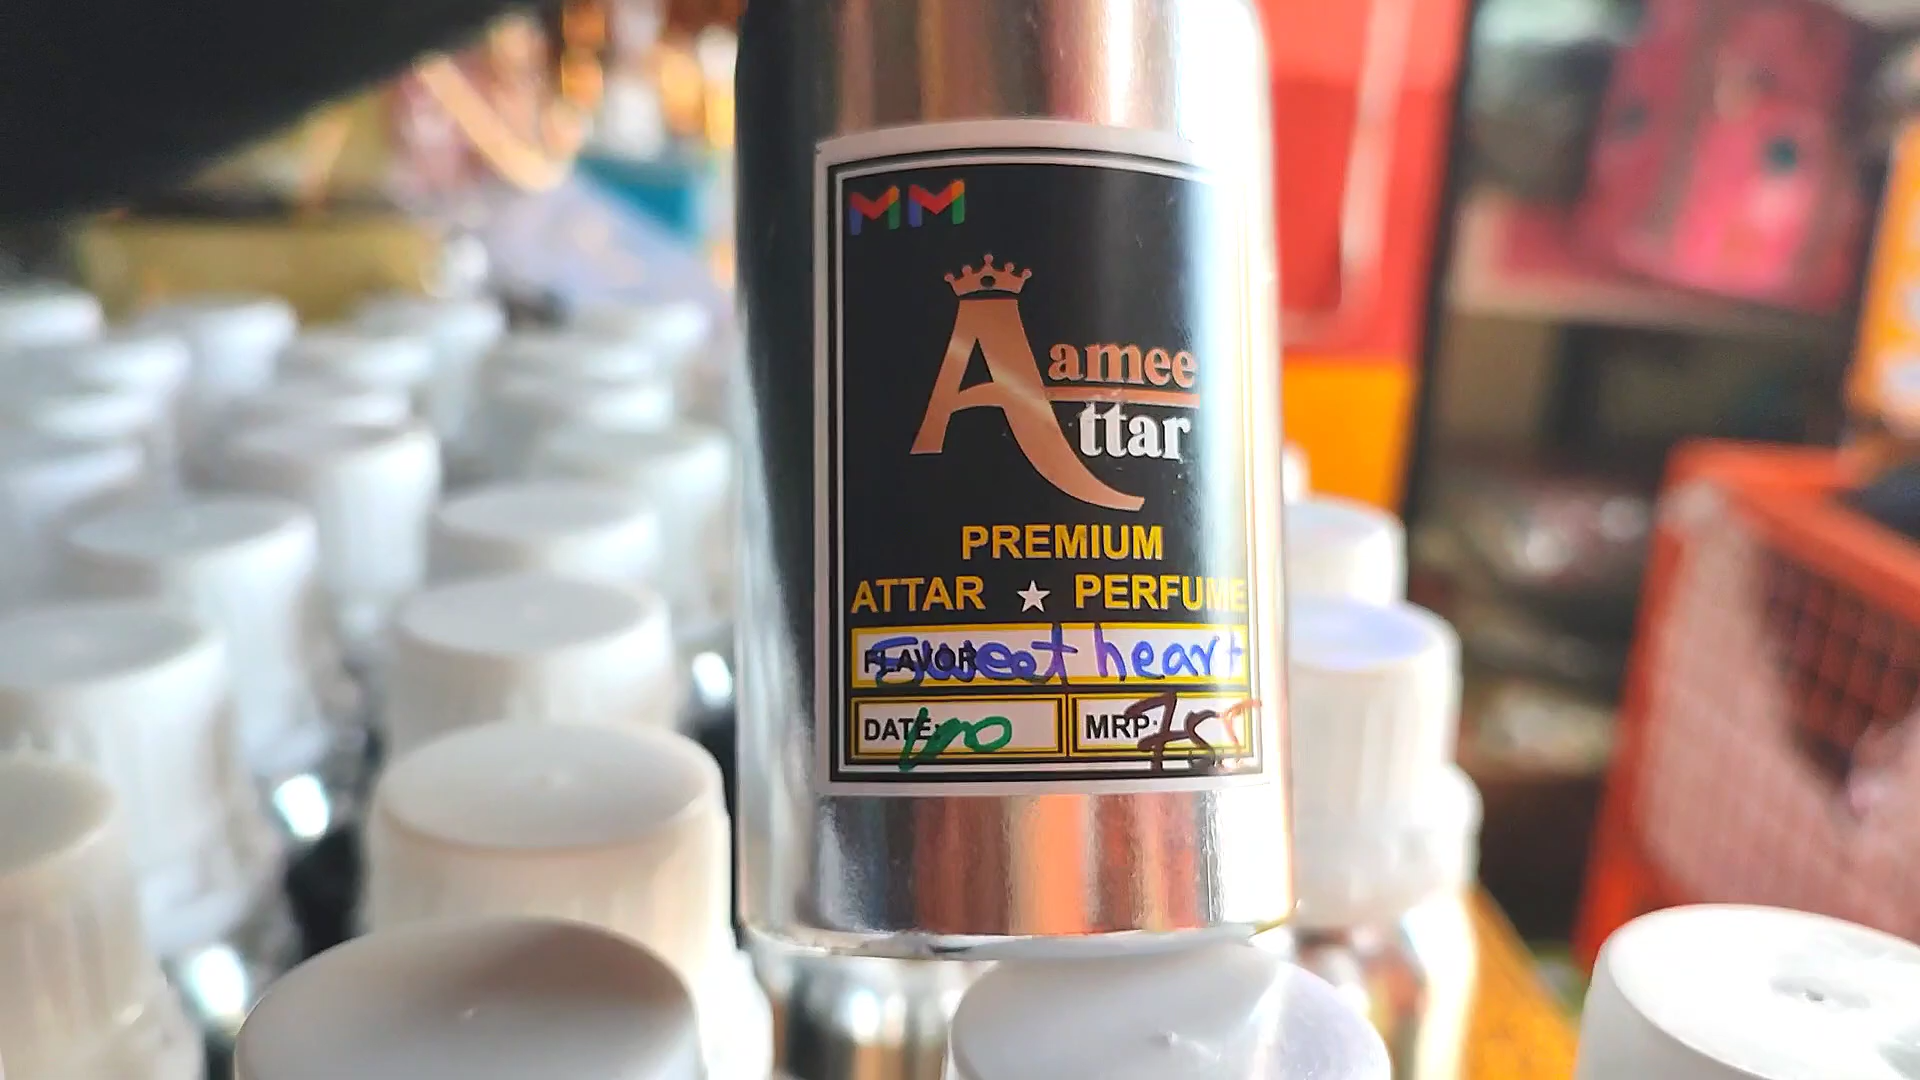 MM
Aamee
Attar
PREMIUM
ATTAR ★ PERFUME
FLAVOR Sweet heart
DATE:
MRP: